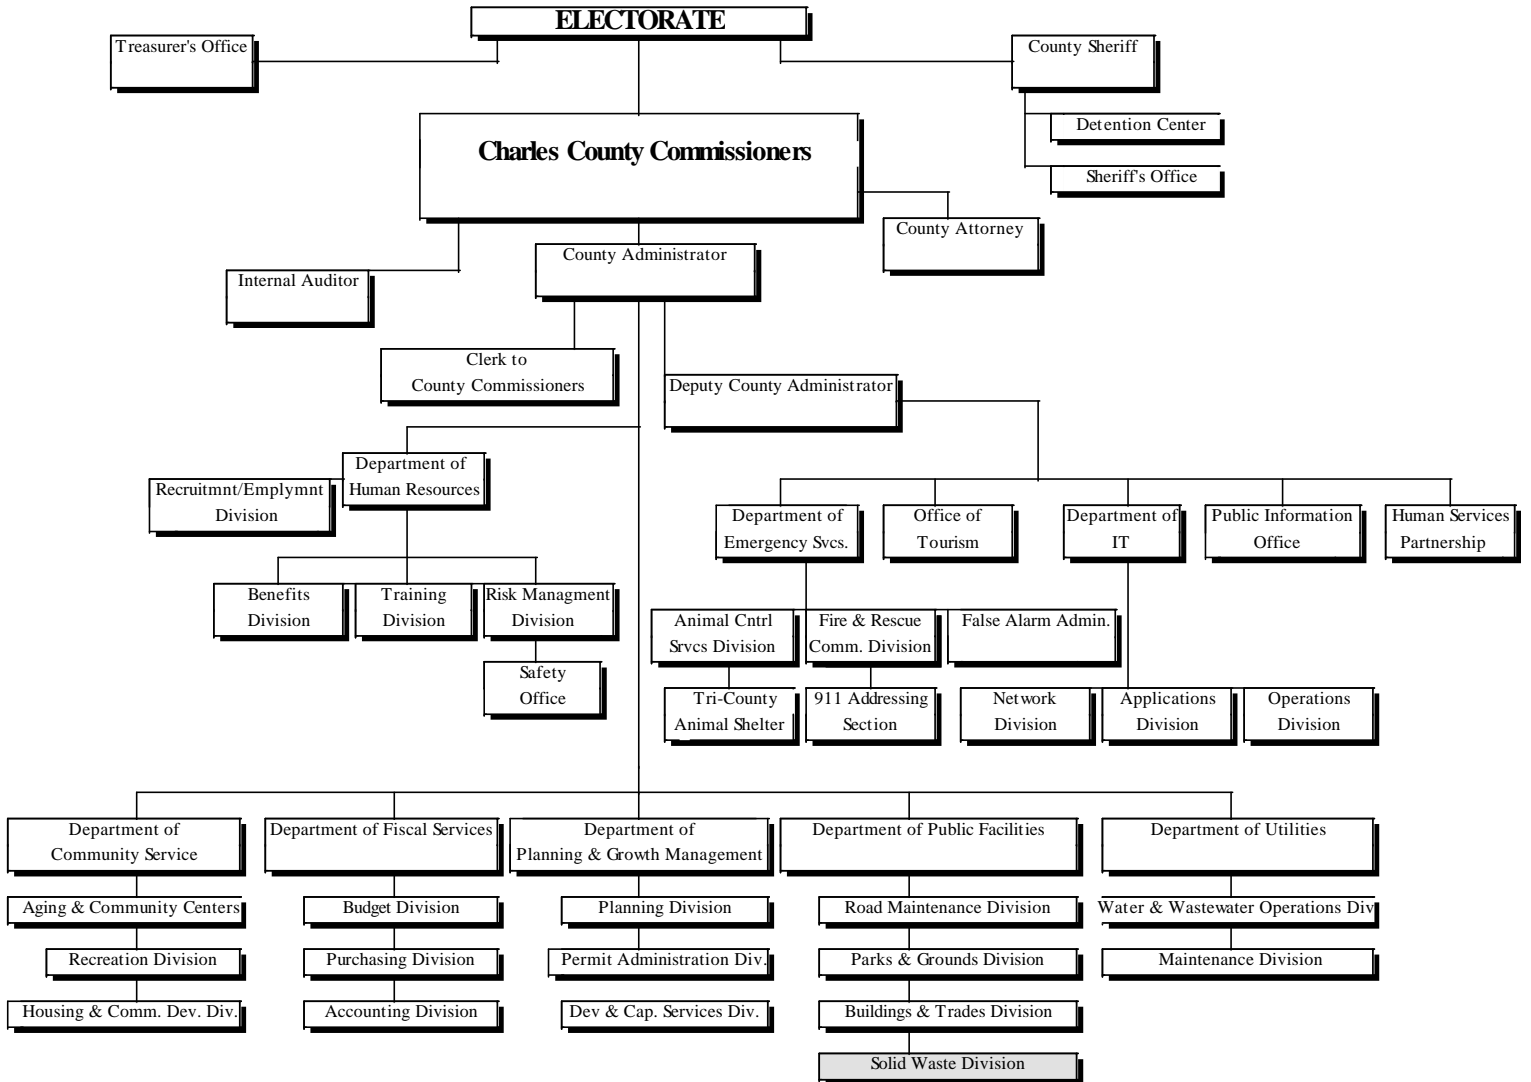 ELECTORATE
Treasurer's Office
County Sheriff
Detention Center
Charles County Commissioners
Sheriff's Office
County Attorney
County Administrator
Internal Auditor
Clerk to
County Commissioners
Deputy County Administrator
Department of
Human Resources
Recruitmnt/Emplymnt
Division
Department of
Emergency Svcs.
Office of
Tourism
Department of
IT
Public Information
Office
Human Services
Partnership
Benefits
Division
Training
Division
Risk Managment
Division
Animal Cntrl
Srvcs Division
Fire & Rescue
Comm. Division
False Alarm Admin.
Safety
Office
Tri-County
Animal Shelter
911 Addressing
Section
Network
Division
Applications
Division
Operations
Division
Department of
Community Service
Department of Fiscal Services
Department of
Planning & Growth Management
Department of Public Facilities
Department of Utilities
Aging & Community Centers
Budget Division
Planning Division
Road Maintenance Division
Water & Wastewater Operations Div
Recreation Division
Purchasing Division
Permit Administration Div.
Parks & Grounds Division
Maintenance Division
Housing & Comm. Dev. Div.
Accounting Division
Dev & Cap. Services Div.
Buildings & Trades Division
Solid Waste Division